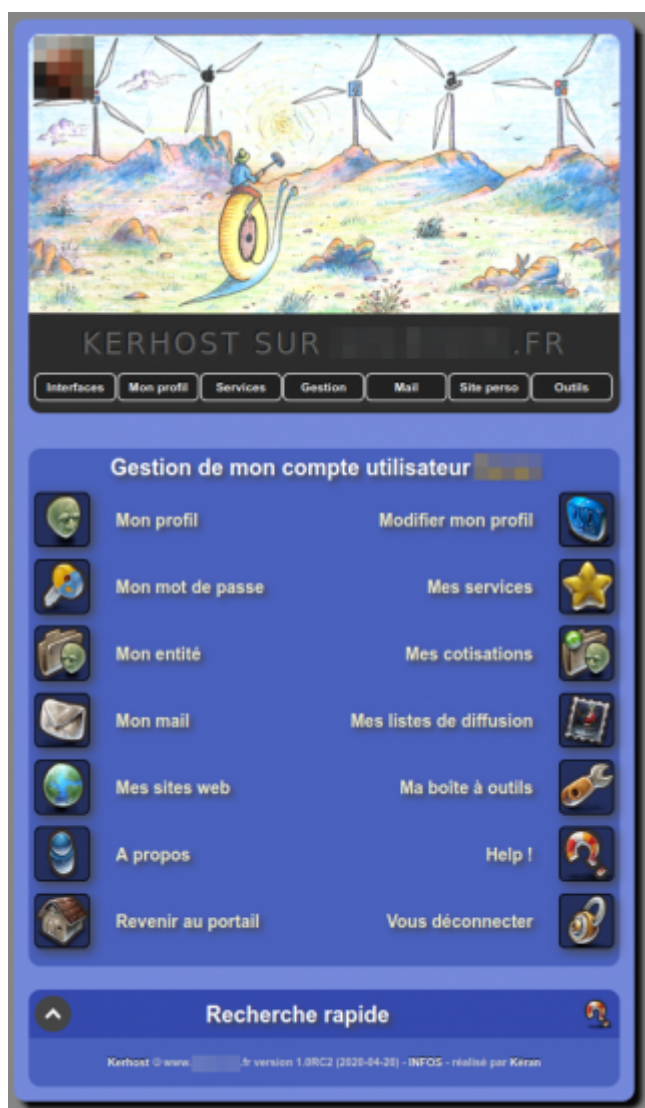 KERHOST SUR .FR
Interfaces Mon profil Services Gestion Mail Site perso Outils
Gestion de mon compte utilisateur
Mon profil Modifier mon profil
Mon mot de passe Mes services
Mon entité Mes cotisations
Mon mail Mes listes de diffusion
Mes sites web Ma boîte à outils
A propos Help !
Revenir au portail Vous déconnecter
Recherche rapide
Kerhost © www. .fr version 1.0RC2 (2020-04-20) - INFOS - réalisé par Keran